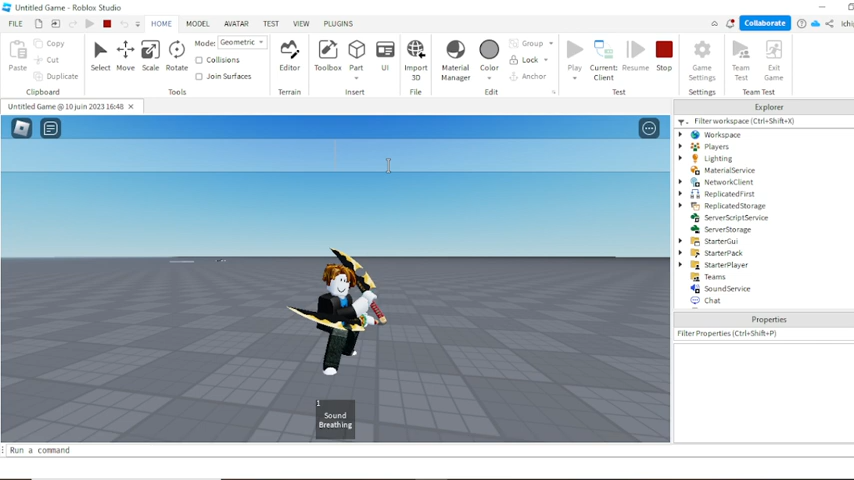 Untitled Game - Roblox Studio
FILE HOME MODEL AVATAR TEST VIEW PLUGINS Collaborate
Paste Copy Cut Duplicate
Select Move Scale Rotate
Mode: Geometric
Collisions
Join Surfaces
Editor Toolbox Part UI Import 3D
Material Manager Color
Group
Lock
Anchor
Play Current: Client Resume Stop
Game Settings Team Test Exit Game
Clipboard Tools Terrain Insert File Edit Test Settings Team Test
Untitled Game @ 10 juin 2023 16:48
1
Sound
Breathing
Explorer
Filter workspace (Ctrl+Shift+X)
Workspace
Players
Lighting
MaterialService
NetworkClient
ReplicatedFirst
ReplicatedStorage
ServerScriptService
ServerStorage
StarterGui
StarterPack
StarterPlayer
Teams
SoundService
Chat
Properties
Filter Properties (Ctrl+Shift+P)
Run a command